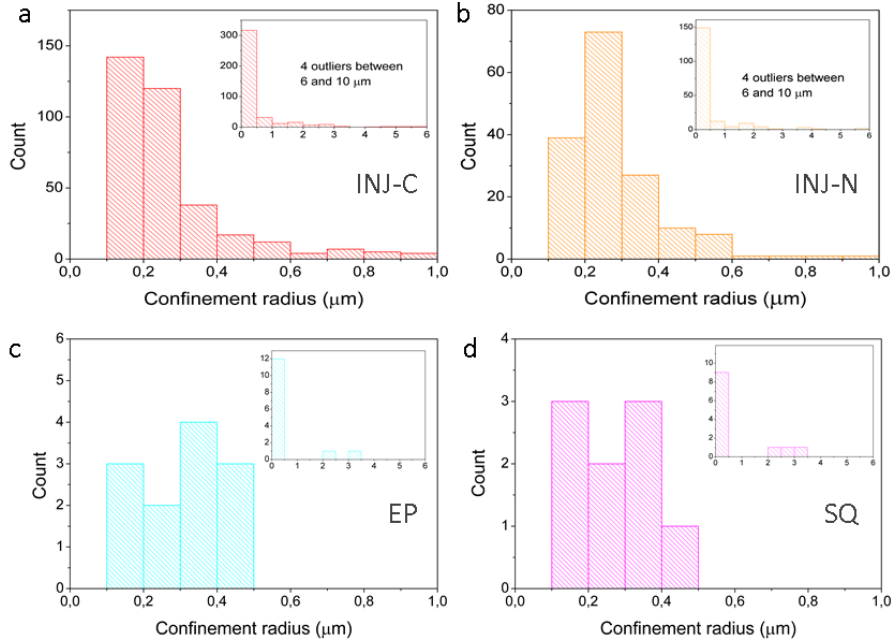 a
175
150
125
100
75
50
25
0
Count
0,0 0,2 0,4 0,6 0,8 1,0
Confinement radius (μm)
INJ-C
300
200
100
0
0 1 2 3 4 5 6
4 outliers between
6 and 10 μm
b
80
60
40
20
0
Count
0,0 0,2 0,4 0,6 0,8 1,0
Confinement radius (μm)
INJ-N
150
100
50
0
0 1 2 3 4 5 6
4 outliers between
6 and 10 μm
c
6
5
4
3
2
1
0
Count
0,0 0,2 0,4 0,6 0,8 1,0
Confinement radius (μm)
EP
12
10
8
6
4
2
0
0 1 2 3 4 5 6
d
4
3
2
1
0
Count
0,0 0,2 0,4 0,6 0,8 1,0
Confinement radius (μm)
SQ
10
8
6
4
2
0
0 1 2 3 4 5 6